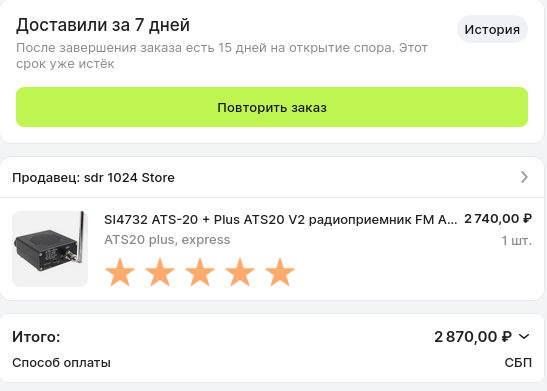 Доставили за 7 дней
История
После завершения заказа есть 15 дней на открытие спора. Этот
срок уже истёк
Повторить заказ
Продавец: sdr 1024 Store
SI4732 ATS-20 + Plus ATS20 V2 радиоприемник FM A... 2 740,00 ₽
ATS20 plus, express 1 шт.
Итого: 2 870,00 ₽
Способ оплаты СБП